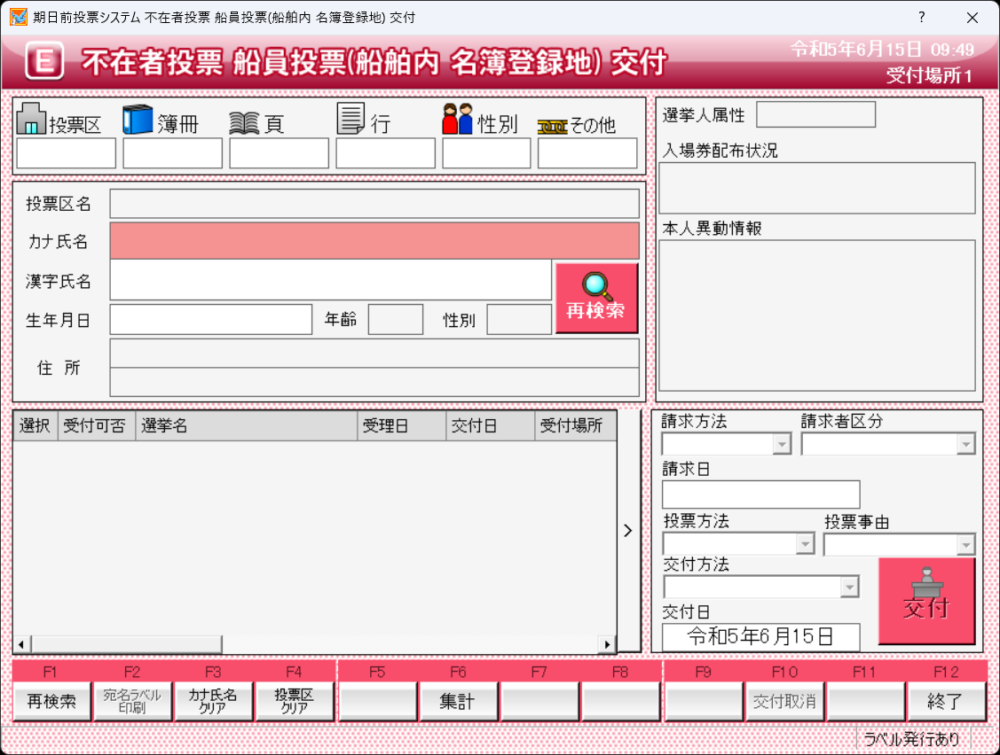 期日前投票システム 不在者投票 船員投票(船舶内 名簿登録地) 交付
?
E 不在者投票 船員投票(船舶内 名簿登録地) 交付
令和5年6月15日 09:49
受付場所1
投票区 簿冊 頁 行 性別 その他
選挙人属性
入場券配布状況
本人異動情報
投票区名
カナ氏名
漢字氏名
再検索
生年月日 年齢 性別
住 所
選択 受付可否 選挙名 受理日 交付日 受付場所
>
請求方法 請求者区分
請求日
投票方法 投票事由
交付方法
交付
交付日
令和5年6月15日
F1 F2 F3 F4 F5 F6 F7 F8 F9 F10 F11 F12
再検索
宛名ラベル
印刷
カナ氏名
クリア
投票区
クリア
集計
交付取消
終了
ラベル発行あり